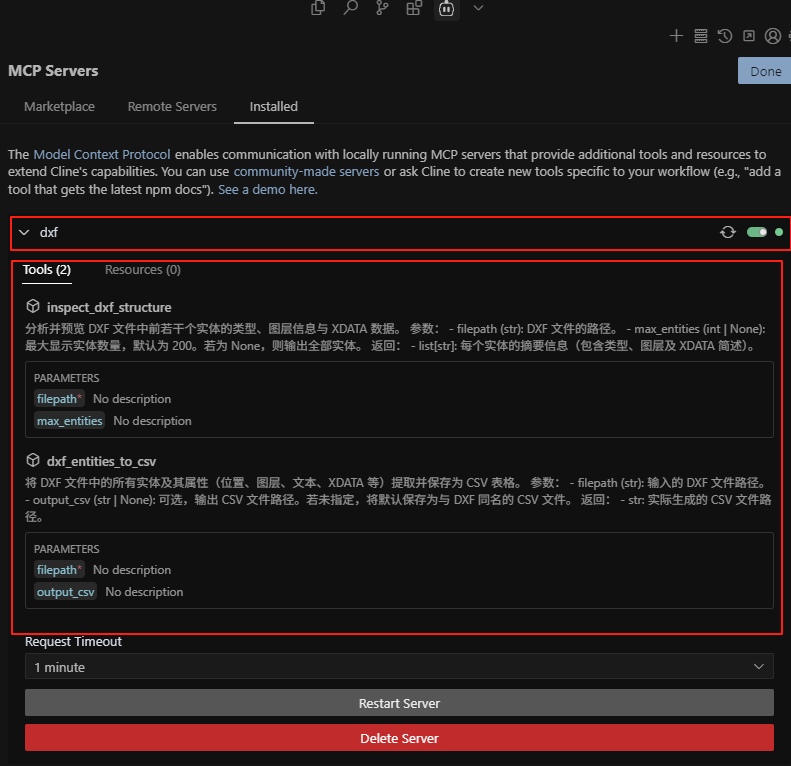 MCP Servers
Done
Marketplace
Remote Servers
Installed
The Model Context Protocol enables communication with locally running MCP servers that provide additional tools and resources to
extend Cline's capabilities. You can use community-made servers or ask Cline to create new tools specific to your workflow (e.g., "add a
tool that gets the latest npm docs"). See a demo here.
dxf
Tools (2)
Resources (0)
inspect_dxf_structure
分析并预览 DXF 文件中前若干个实体的类型、图层信息与 XDATA 数据。 参数： - filepath (str): DXF 文件的路径。 - max_entities (int | None):
最大显示实体数量，默认为 200。若为 None，则输出全部实体。 返回： - list[str]: 每个实体的摘要信息（包含类型、图层及 XDATA 简述）。
PARAMETERS
filepath* No description
max_entities No description
dxf_entities_to_csv
将 DXF 文件中的所有实体及其属性（位置、图层、文本、XDATA 等）提取并保存为 CSV 表格。 参数： - filepath (str): 输入的 DXF 文件路径。
- output_csv (str | None): 可选，输出 CSV 文件路径。若未指定，将默认保存为与 DXF 同名的 CSV 文件。 返回： - str: 实际生成的 CSV 文件路
径。
PARAMETERS
filepath* No description
output_csv No description
Request Timeout
1 minute
Restart Server
Delete Server